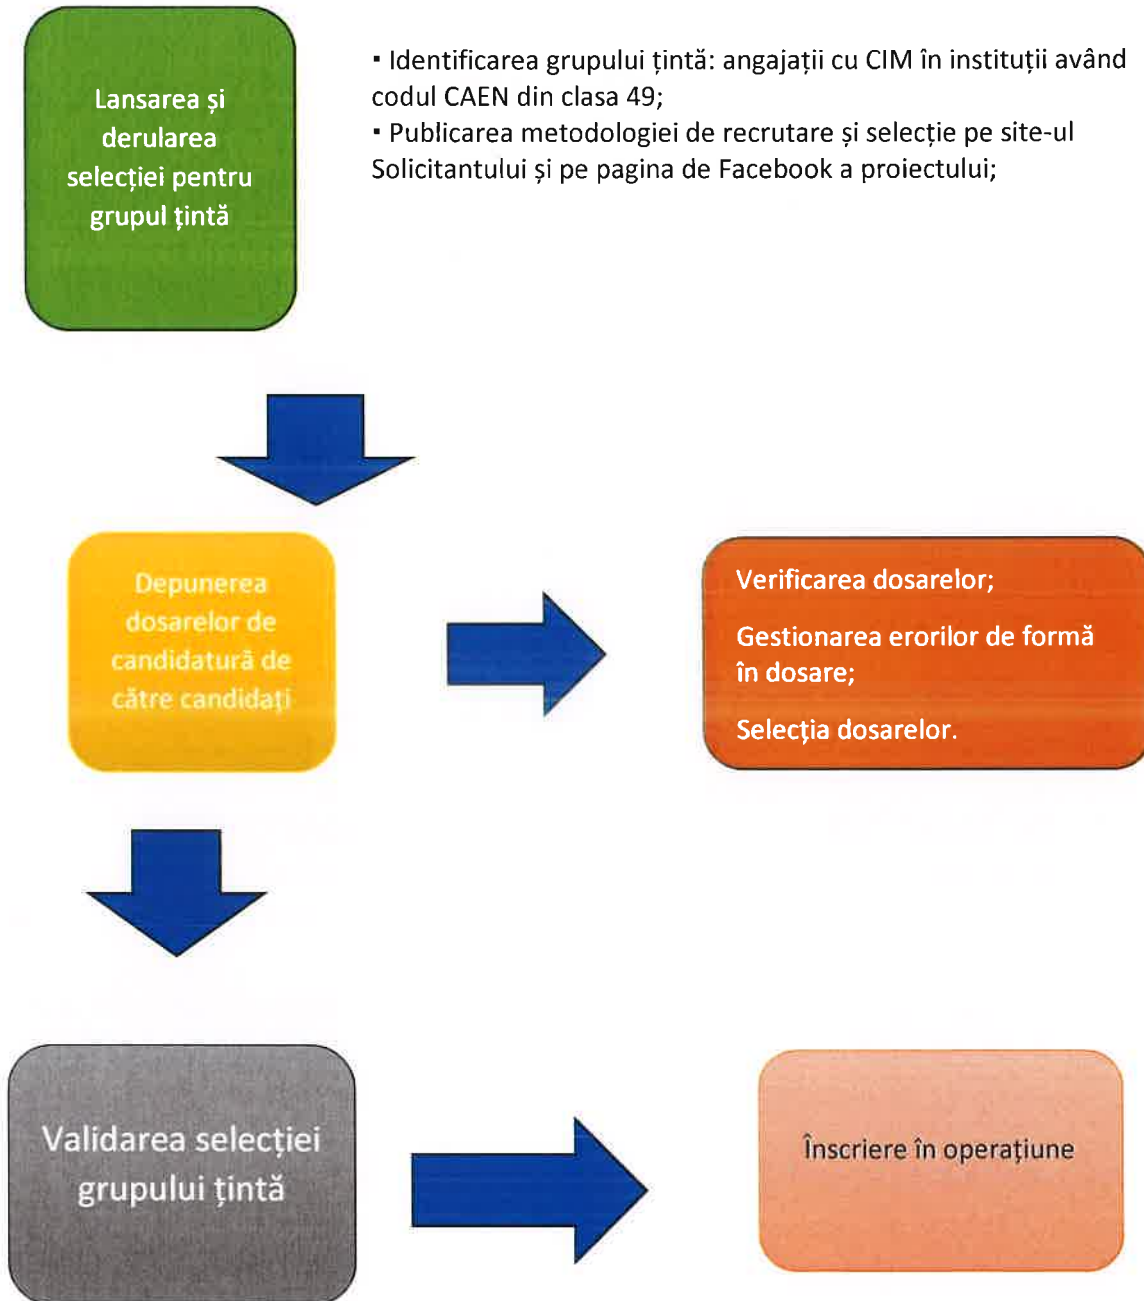 Lansarea și
derularea
selecției pentru
grupul țintă
▪ Identificarea grupului țintă: angajații cu CIM în instituții având
codul CAEN din clasa 49;
▪ Publicarea metodologiei de recrutare și selecție pe site-ul
Solicitantului și pe pagina de Facebook a proiectului;
Depunerea
dosarelor de
candidatură de
către candidați
Verificarea dosarelor;
Gestionarea erorilor de formă
în dosare;
Selecția dosarelor.
Validarea selecției
grupului țintă
Înscriere în operațiune